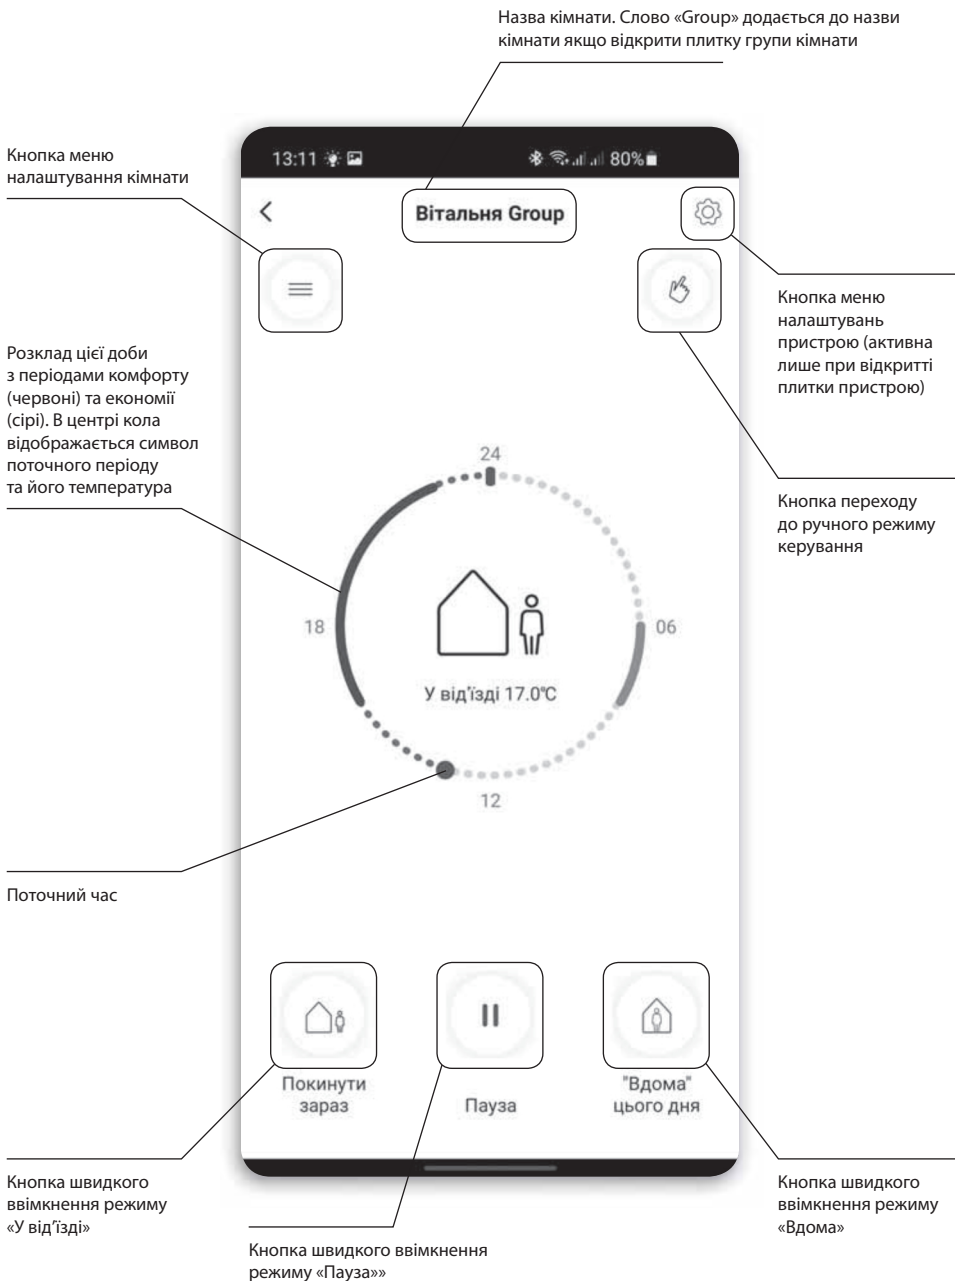 Назва кімнати. Слово «Group» додається до назви
кімнати якщо відкрити плитку групи кімнати
Кнопка меню
налаштування кімнати
13:11
80%
Вітальня Group
Кнопка меню
налаштувань
пристрою (активна
лише при відкритті
плитки пристрою)
Розклад цієї доби
з періодами комфорту
(червоні) та економії
(сірі). В центрі кола
відображається символ
поточного періоду
та його температура
Кнопка переходу
до ручного режиму
керування
24
18
06
У від'їзді 17.0℃
12
Поточний час
Покинути
зараз
Пауза
"Вдома"
цього дня
Кнопка швидкого
ввімкнення режиму
«У від’їзді»
Кнопка швидкого ввімкнення
режиму «Пауза»»
Кнопка швидкого
ввімкнення режиму
«Вдома»